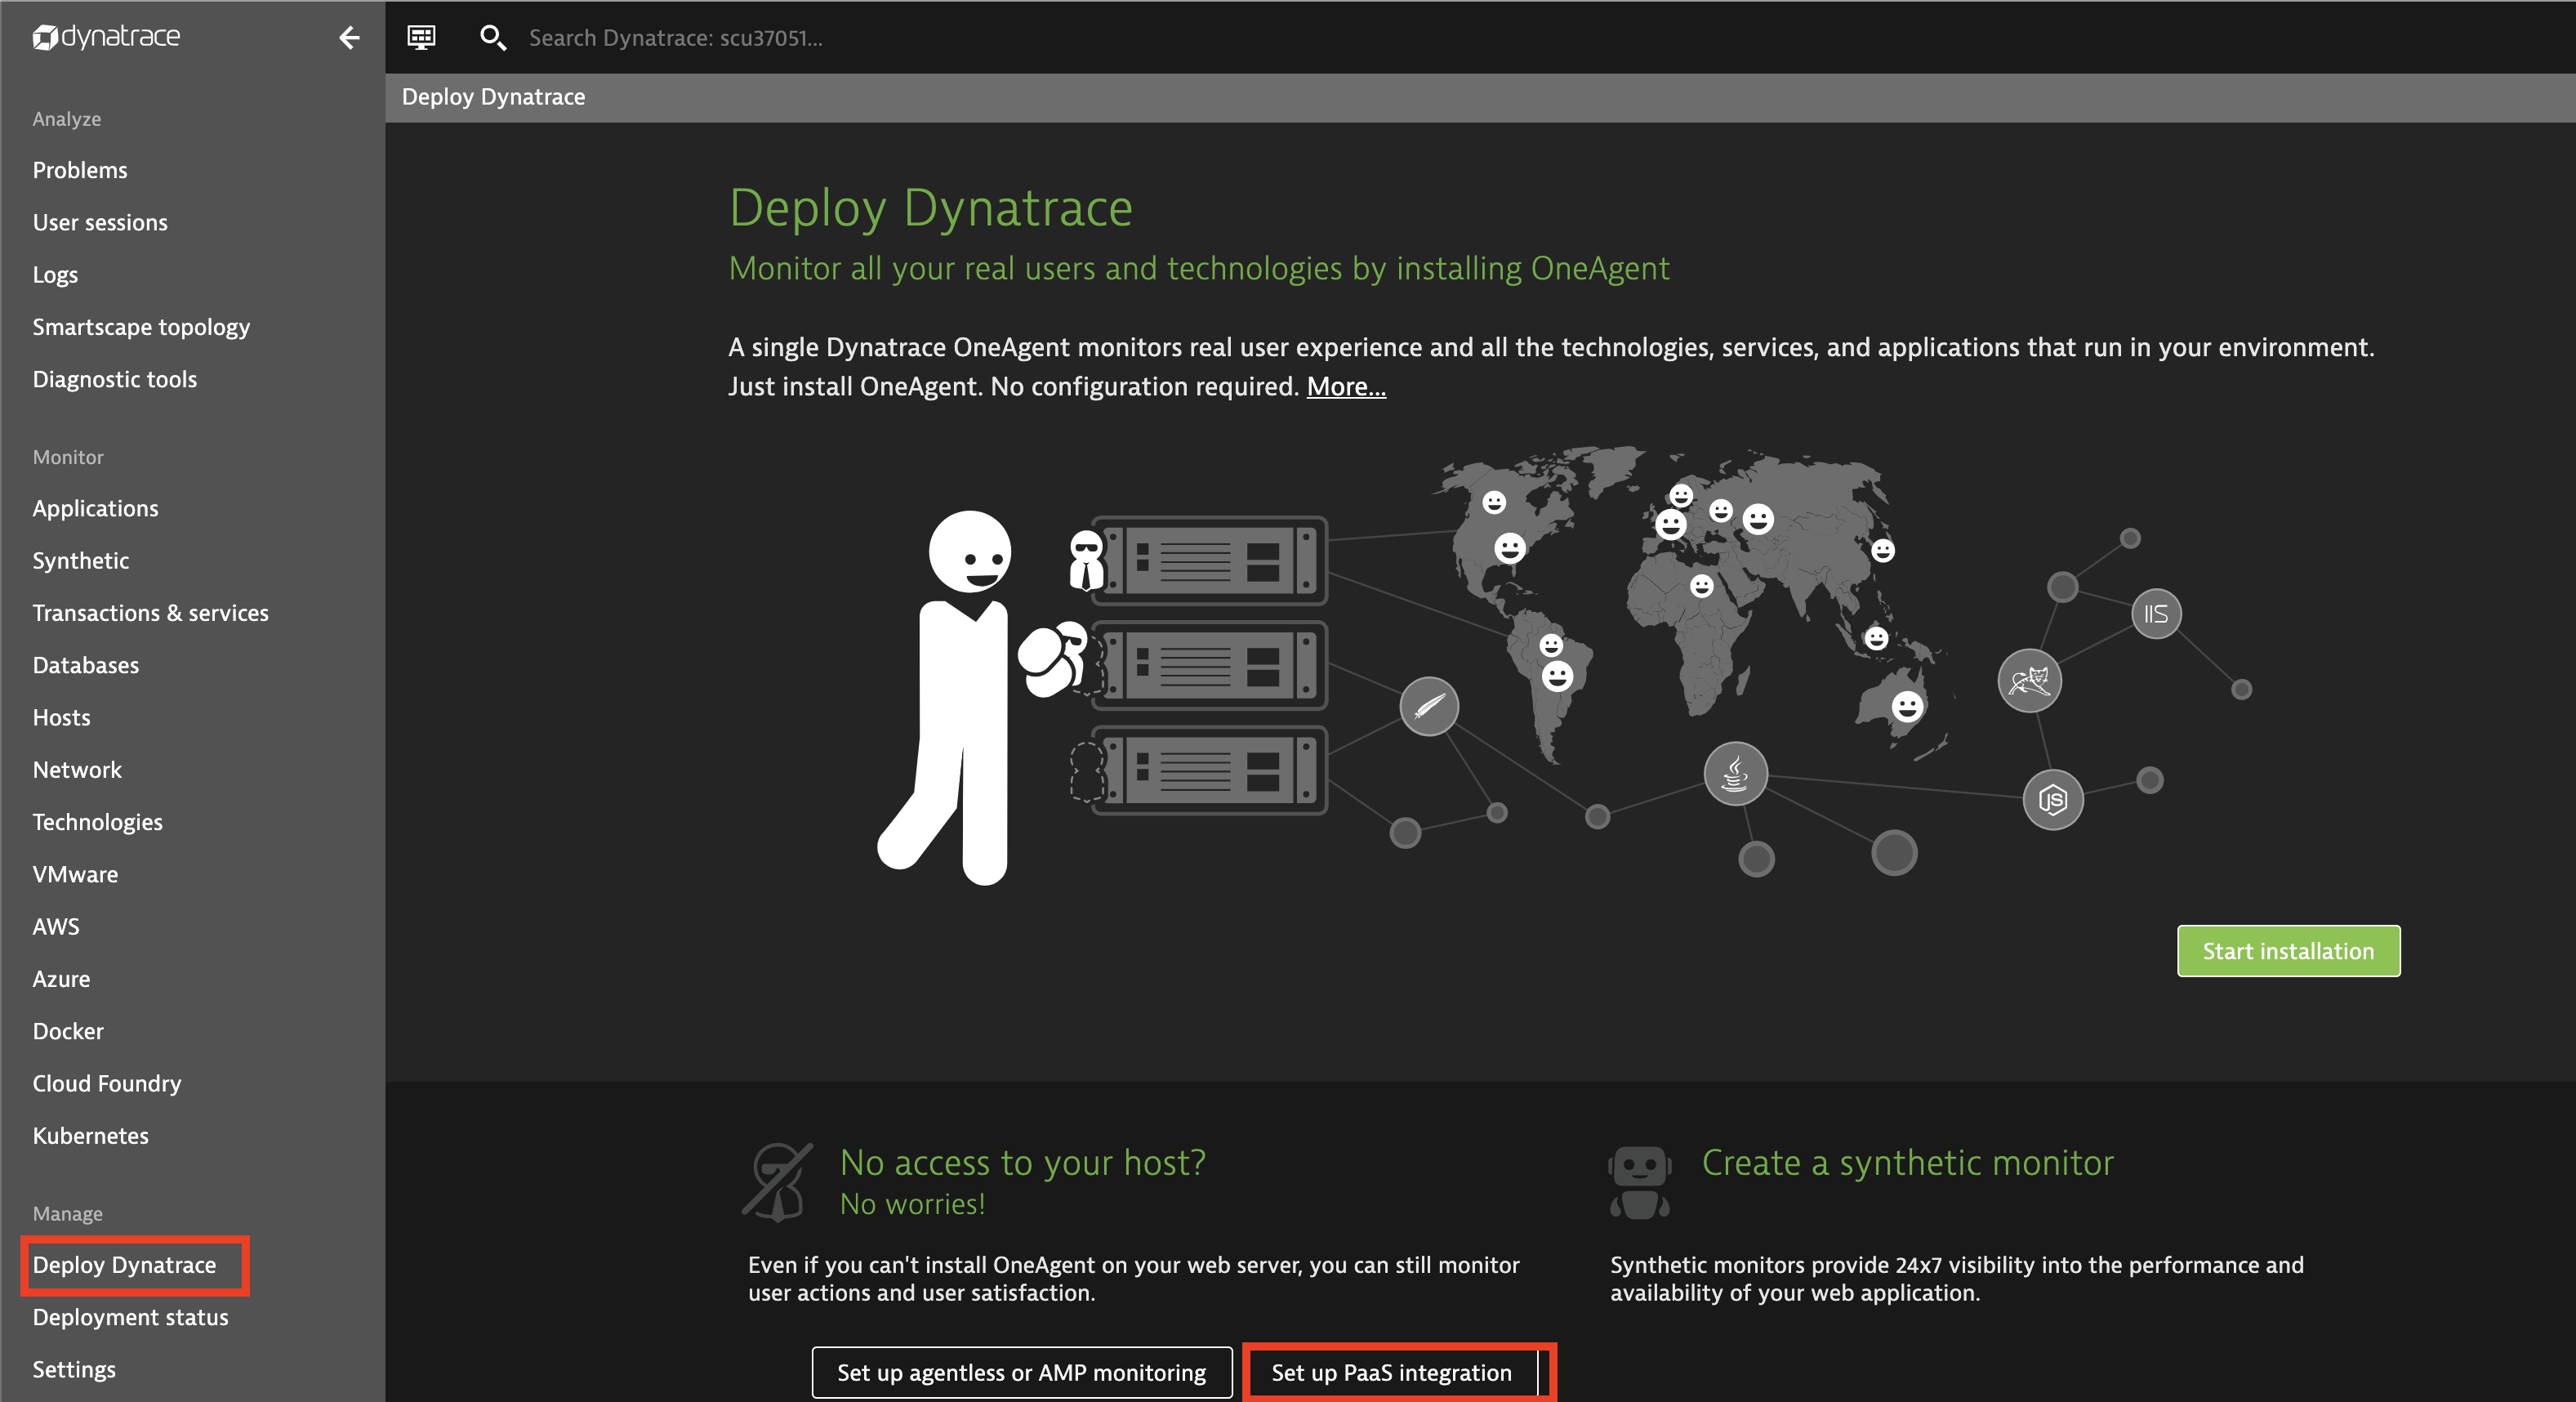 dynatrace
Search Dynatrace: scu37051...
Deploy Dynatrace
Analyze
Problems
User sessions
Logs
Smartscape topology
Diagnostic tools
Monitor
Applications
Synthetic
Transactions & services
Databases
Hosts
Network
Technologies
VMware
AWS
Azure
Docker
Cloud Foundry
Kubernetes
Manage
Deploy Dynatrace
Deployment status
Settings
Deploy Dynatrace
Monitor all your real users and technologies by installing OneAgent
A single Dynatrace OneAgent monitors real user experience and all the technologies, services, and applications that run in your environment.
Just install OneAgent. No configuration required. More...
IIS
JS
Start installation
No access to your host?
No worries!
Even if you can't install OneAgent on your web server, you can still monitor
user actions and user satisfaction.
Set up agentless or AMP monitoring
Set up PaaS integration
Create a synthetic monitor
Synthetic monitors provide 24x7 visibility into the performance and
availability of your web application.